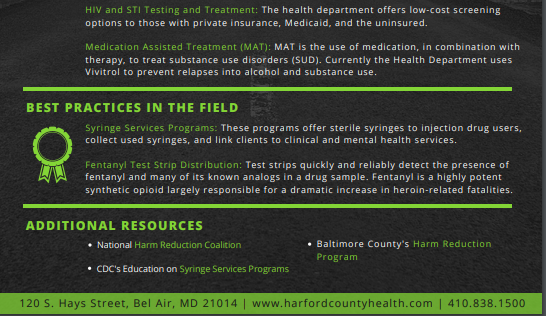 HIV and STI Testing and Treatment: The health department offers low-cost screening
options to those with private insurance, Medicaid, and the uninsured.
Medication Assisted Treatment (MAT): MAT is the use of medication, in combination with
therapy, to treat substance use disorders (SUD). Currently the Health Department uses
Vivitrol to prevent relapses into alcohol and substance use.
BEST PRACTICES IN THE FIELD
Syringe Services Programs: These programs offer sterile syringes to injection drug users,
collect used syringes, and link clients to clinical and mental health services.
Fentanyl Test Strip Distribution: Test strips quickly and reliably detect the presence of
fentanyl and many of its known analogs in a drug sample. Fentanyl is a highly potent
synthetic opioid largely responsible for a dramatic increase in heroin-related fatalities.
ADDITIONAL RESOURCES
• National Harm Reduction Coalition
• CDC's Education on Syringe Services Programs
• Baltimore County's Harm Reduction
Program
120 S. Hays Street, Bel Air, MD 21014 | www.harfordcountyhealth.com | 410.838.1500